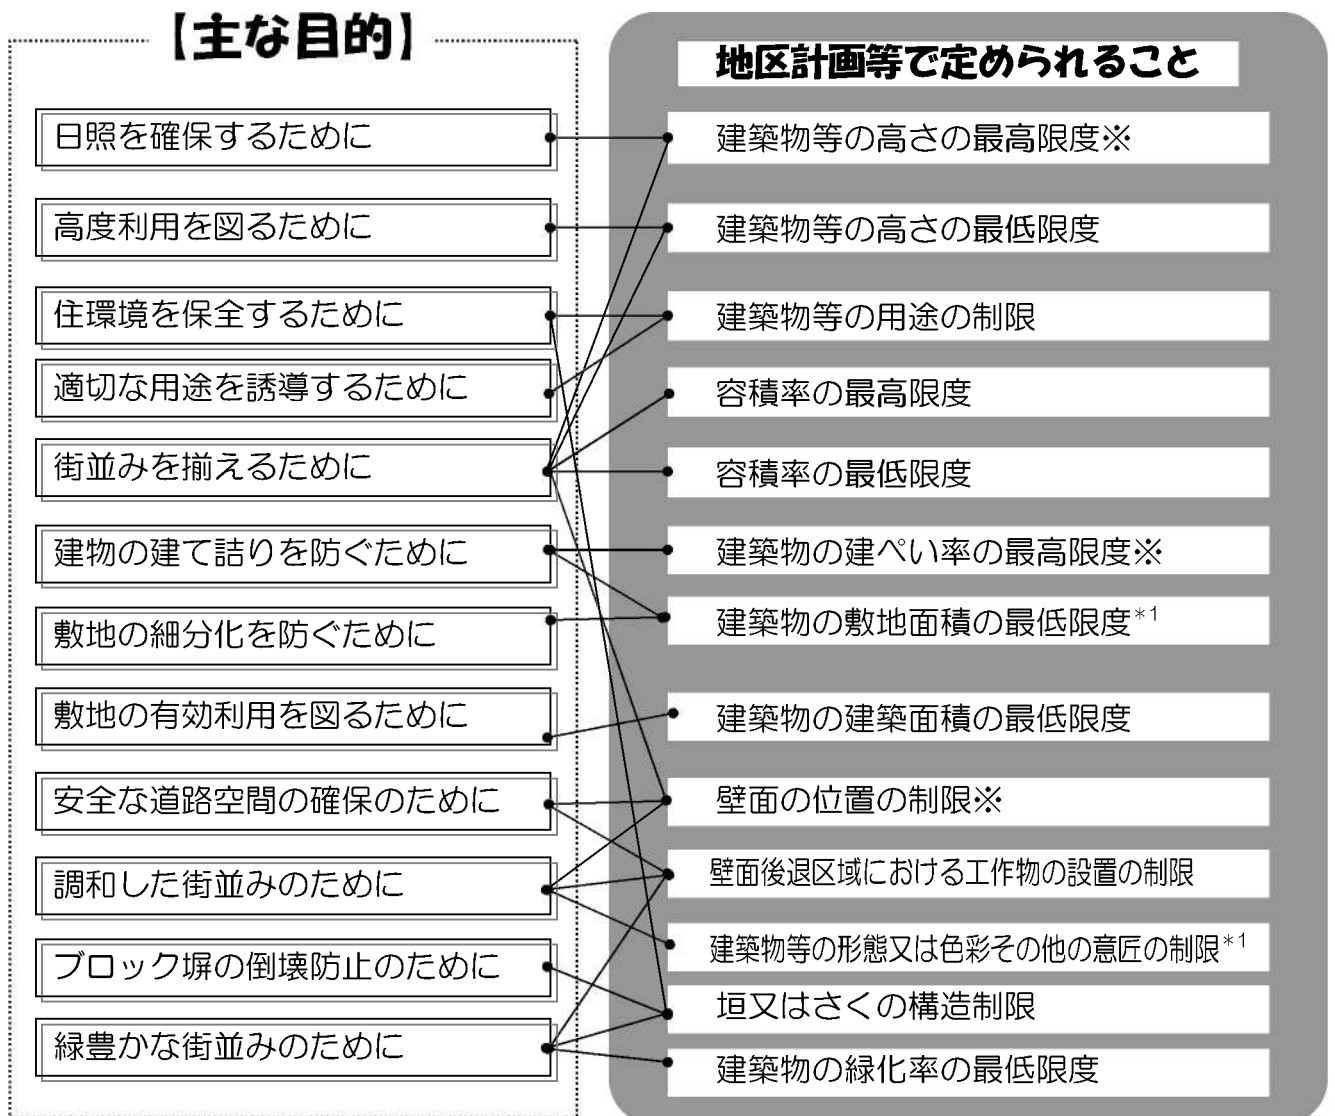 【主な目的】
地区計画等で定められること
日照を確保するために
建築物等の高さの最高限度※
高度利用を図るために
建築物等の高さの最低限度
住環境を保全するために
建築物等の用途の制限
適切な用途を誘導するために
容積率の最高限度
街並みを揃えるために
容積率の最低限度
建物の建て詰りを防ぐために
建築物の建ぺい率の最高限度※
敷地の細分化を防ぐために
建築物の敷地面積の最低限度*1
敷地の有効利用を図るために
建築物の建築面積の最低限度
安全な道路空間の確保のために
壁面の位置の制限※
調和した街並みのために
壁面後退区域における工作物の設置の制限
建築物等の形態又は色彩その他の意匠の制限*1
ブロック塀の倒壊防止のために
垣又はさくの構造制限
緑豊かな街並みのために
建築物の緑化率の最低限度